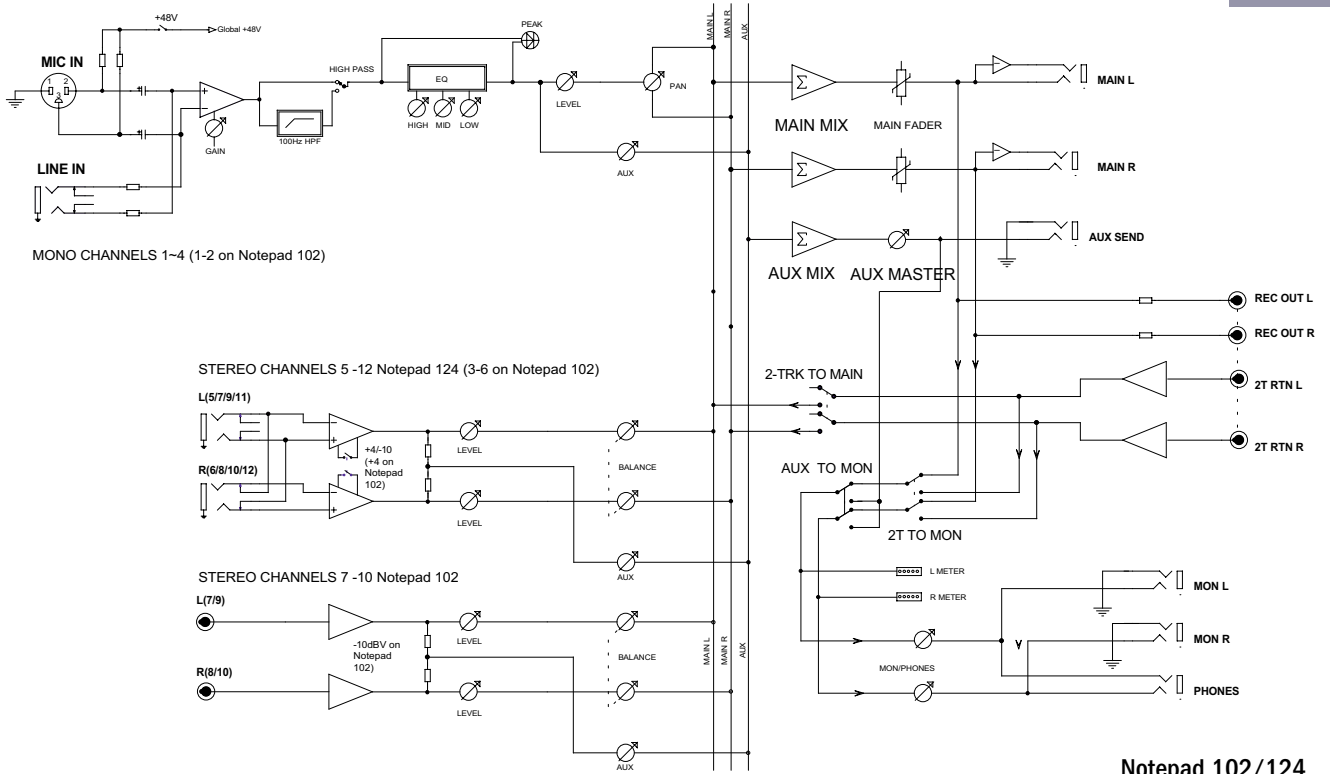 +48V
Global +48V
MIC IN
1
2
3
GAIN
100Hz HPF
HIGH PASS
EQ
HIGH
MID
LOW
PEAK
LEVEL
PAN
AUX
LINE IN
MONO CHANNELS 1~4 (1-2 on Notepad 102)
MAIN L
MAIN R
AUX
Σ
MAIN MIX
MAIN FADER
−
MAIN L
Σ
−
MAIN R
Σ
AUX MIX
AUX MASTER
AUX SEND
REC OUT L
REC OUT R
2-TRK TO MAIN
2T RTN L
2T RTN R
STEREO CHANNELS 5 -12 Notepad 124 (3-6 on Notepad 102)
L(5/7/9/11)
R(6/8/10/12)
+4/-10
(+4 on
Notepad
102)
LEVEL
LEVEL
BALANCE
AUX
AUX TO MON
2T TO MON
L METER
R METER
MON/PHONES
MON L
MON R
PHONES
STEREO CHANNELS 7 -10 Notepad 102
L(7/9)
R(8/10)
-10dBV on
Notepad
102)
LEVEL
LEVEL
BALANCE
AUX
MAIN L
MAIN R
AUX
Notepad 102/124